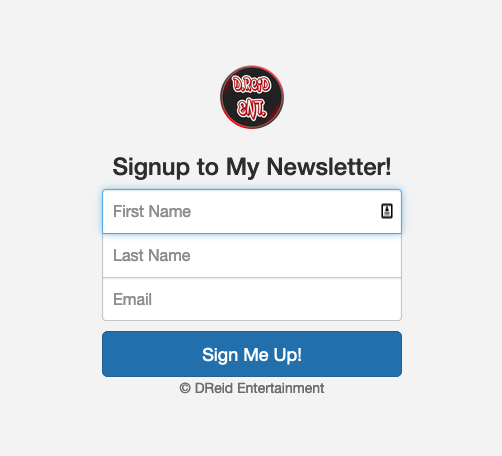 D.REID
ENT.
Signup to My Newsletter!
First Name
Last Name
Email
Sign Me Up!
© DReid Entertainment